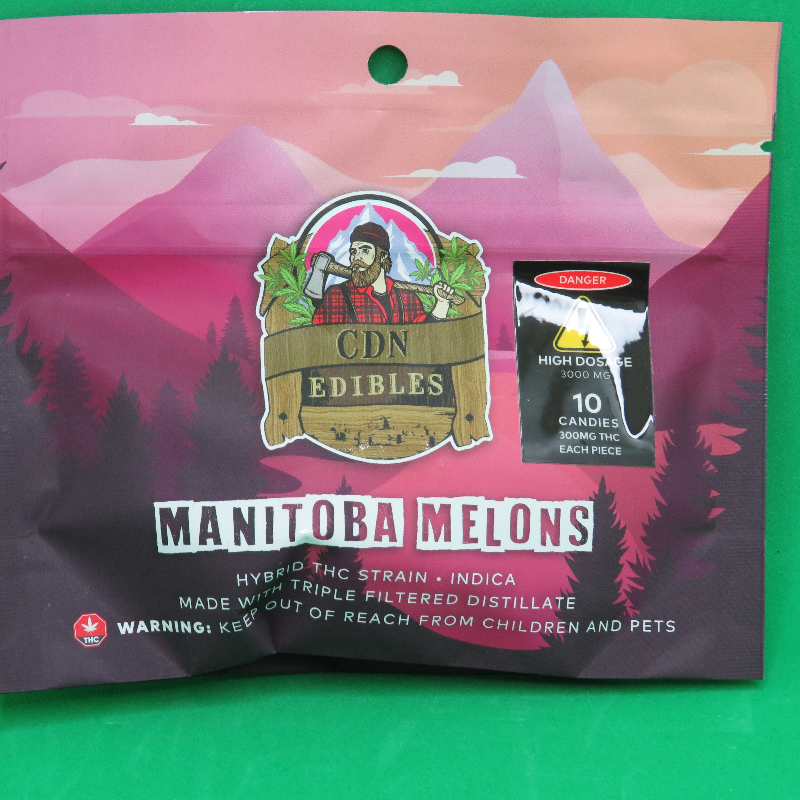 CDN
EDIBLES
DANGER
HIGH DOSAGE
3000 MG
10
CANDIES
300MG THC
EACH PIECE
MANITOBA MELONS
HYBRID THC STRAIN • INDICA
MADE WITH TRIPLE FILTERED DISTILLATE
THC
WARNING: KEEP OUT OF REACH FROM CHILDREN AND PETS